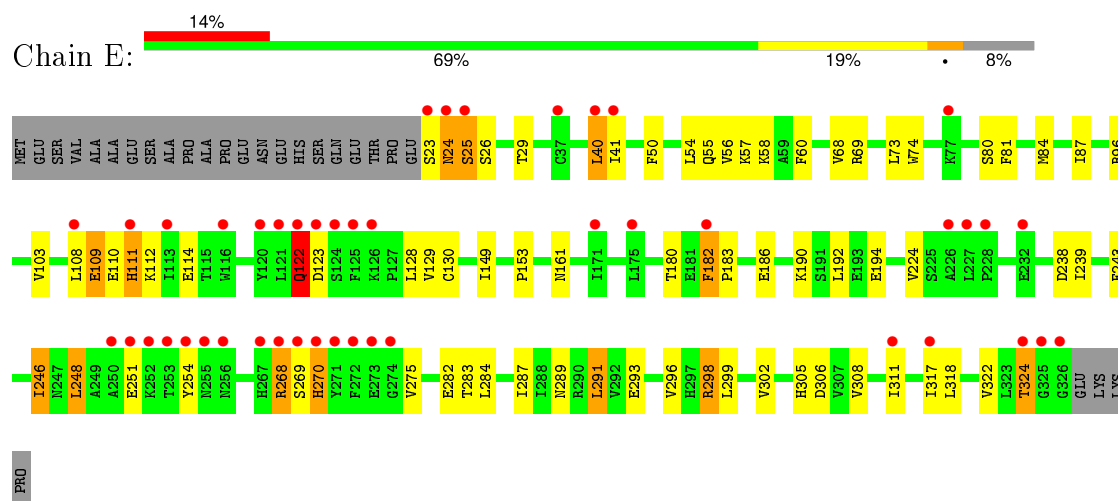 14%
Chain E:
69% 19% • 8%
MET GLU SER VAL ALA ALA GLU SER ALA PRO ALA PRO GLU ASN GLU HIS SER GLN GLU THR PRO GLU S23 N24 S25 S26 T29 C37 L40 I41 F50 L54 Q55 V56 K57 K58 A59 F60 V68 R69 L73 W74 K77 S80 F81 M84 I87
V103 L108 E109 E110 H111 K112 I113 E114 T115 W116 Y120 L121 Q122 D123 S124 F125 K126 P127 L128 V129 C130 I149 P153 N161 I171 L175 T180 E181 F182 P183 E186 K190 S191 L192 E193 E194 V224 S225 A226 L227 P228 E232 D238 I239
I246 N247 L248 A249 A250 E251 K252 T253 Y254 N255 N256 H267 R268 S269 H270 Y271 F272 E273 G274 V275 E282 T283 L284 I287 I288 N289 R290 L291 V292 E293 V296 H297 R298 L299 V302 H305 D306 V307 V308 I311 I317 L318 V322 L323 T324 G325 G326 GLU LYS
PRO